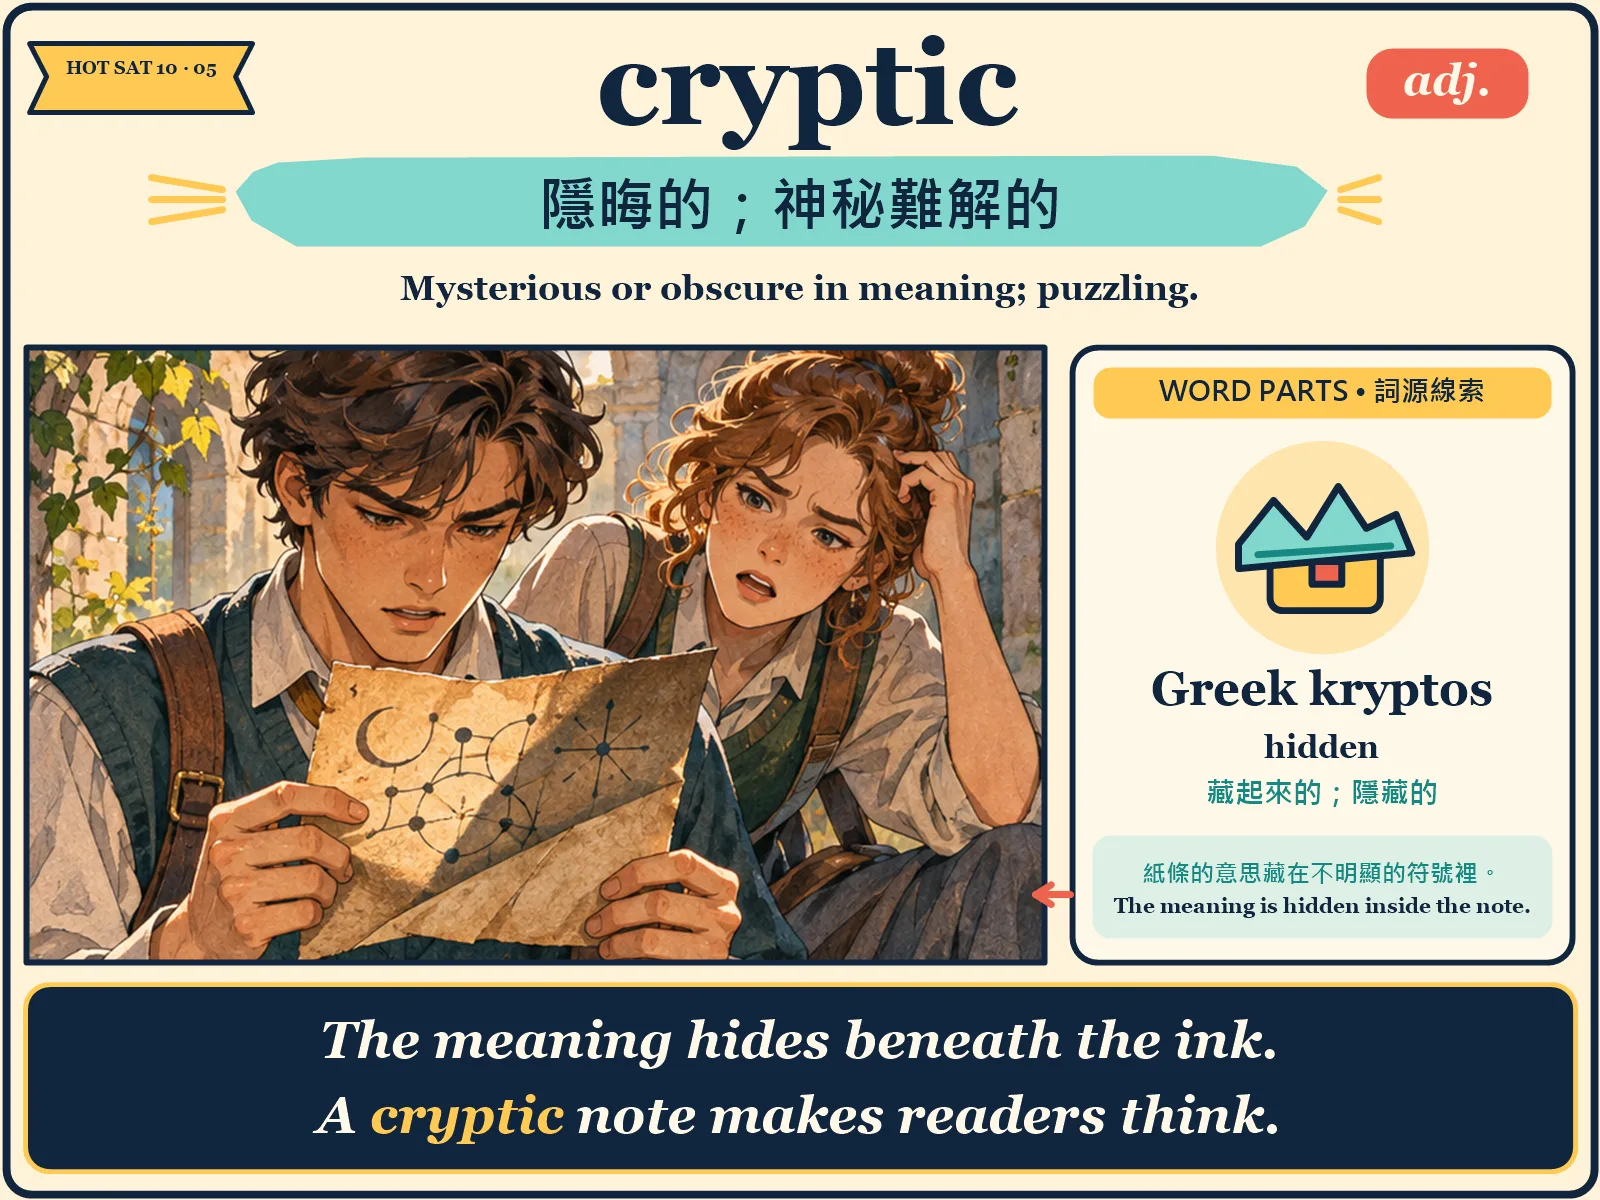 HOT SAT 10 · 05
cryptic
adj.
隱晦的；神秘難解的
Mysterious or obscure in meaning; puzzling.
WORD PARTS • 詞源線索
Greek kryptos
hidden
藏起來的；隱藏的
紙條的意思藏在不明顯的符號裡。
The meaning is hidden inside the note.
The meaning hides beneath the ink.
A cryptic note makes readers think.